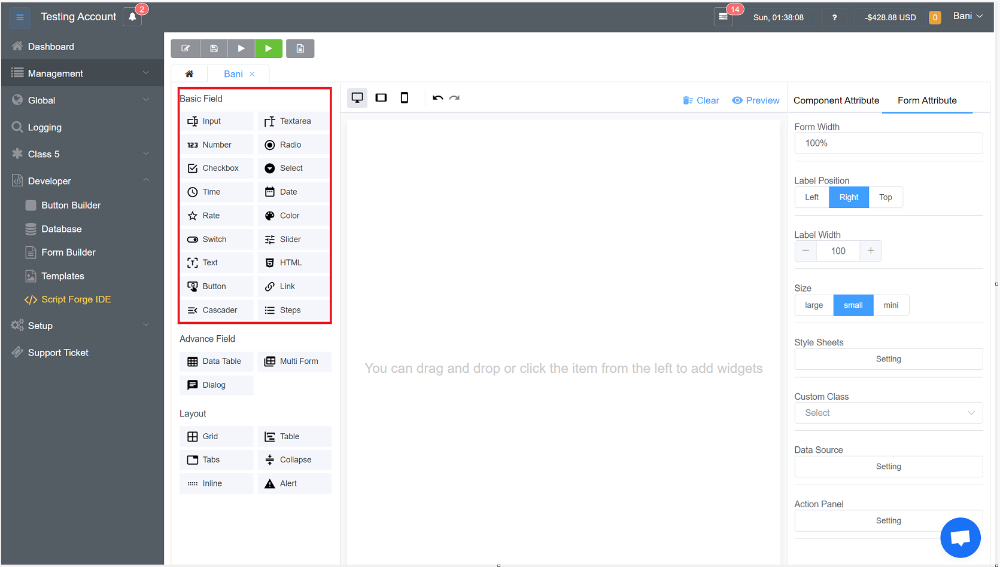 Testing Account
2
14
Sun, 01:38:08
?
-$428.88 USD
0
Bani
Dashboard
Management
Global
Logging
Class 5
Developer
Button Builder
Database
Form Builder
Templates
Script Forge IDE
Setup
Support Ticket
Bani ×
Basic Field
Input Textarea
123 Number Radio
Checkbox Select
Time Date
Rate Color
Switch Slider
Text HTML
Button Link
Cascader Steps
Advance Field
Data Table Multi Form
Dialog
Layout
Grid Table
Tabs Collapse
Inline Alert
Clear Preview
You can drag and drop or click the item from the left to add widgets
Component Attribute Form Attribute
Form Width
100%
Label Position
Left Right Top
Label Width
− 100 +
Size
large small mini
Style Sheets
Setting
Custom Class
Select
Data Source
Setting
Action Panel
Setting